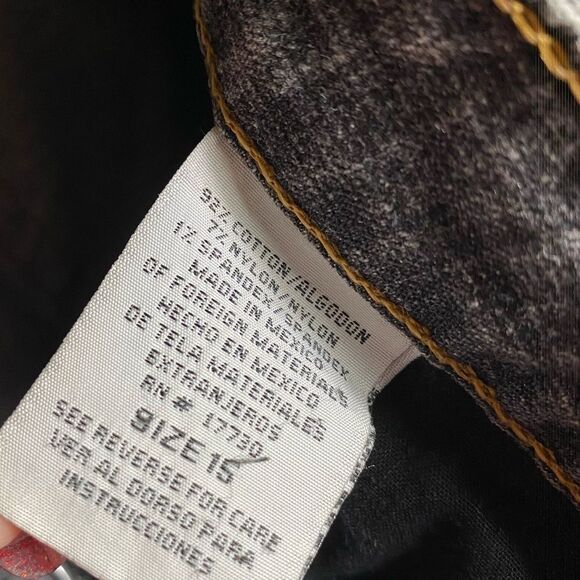 92% COTTON/ALGODON
7% NYLON/NYLON
1% SPANDEX/SPANDEX
MADE IN MEXICO
OF FOREIGN MATERIALS
HECHO EN MEXICO
DE TELA MATERIALES
EXTRANJEROS
RN # 17730
SIZE 15
SEE REVERSE FOR CARE
VER AL DORSO PARA
INSTRUCCIONES